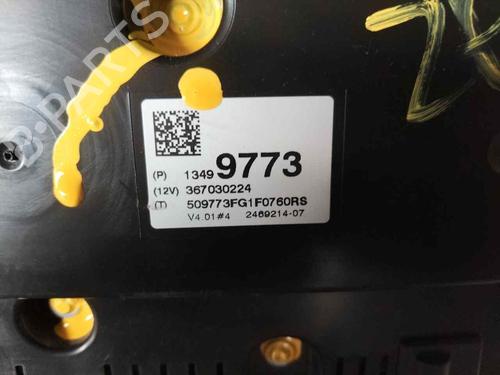 B-PARTS
(P) 1349 9773
(12V) 367030224
(T) 509773FG1F0760RS
V4.01#4 2469214-07